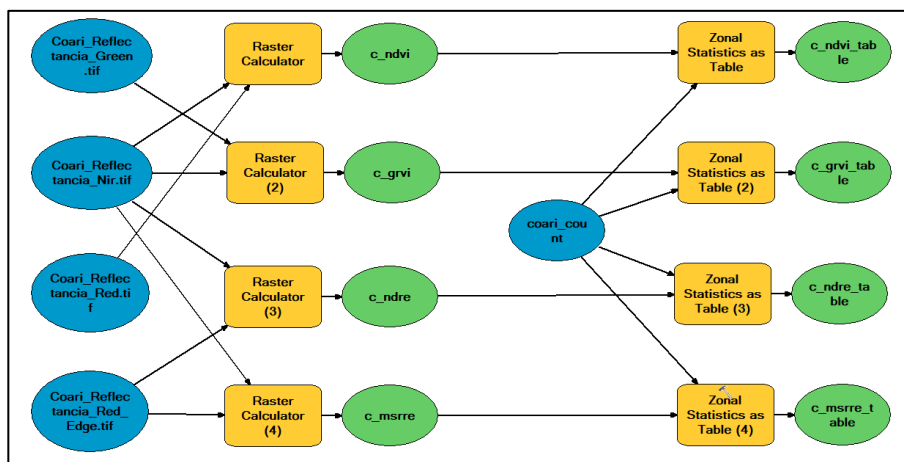 Coari_Reflec
tancia_Green
.tif
Raster
Calculator
c_ndvi
Zonal
Statistics as
Table
c_ndvi_tab
le
Coari_Reflec
tancia_Nir.tif
Raster
Calculator
(2)
c_grvi
Zonal
Statistics as
Table (2)
c_grvi_tab
le
coari_cou
nt
Coari_Reflec
tancia_Red.ti
f
Raster
Calculator
(3)
c_ndre
Zonal
Statistics as
Table (3)
c_ndre_ta
ble
Coari_Reflec
tancia_Red_
Edge.tif
Raster
Calculator
(4)
c_msrre
Zonal
Statistics as
Table (4)
c_msrre_t
able